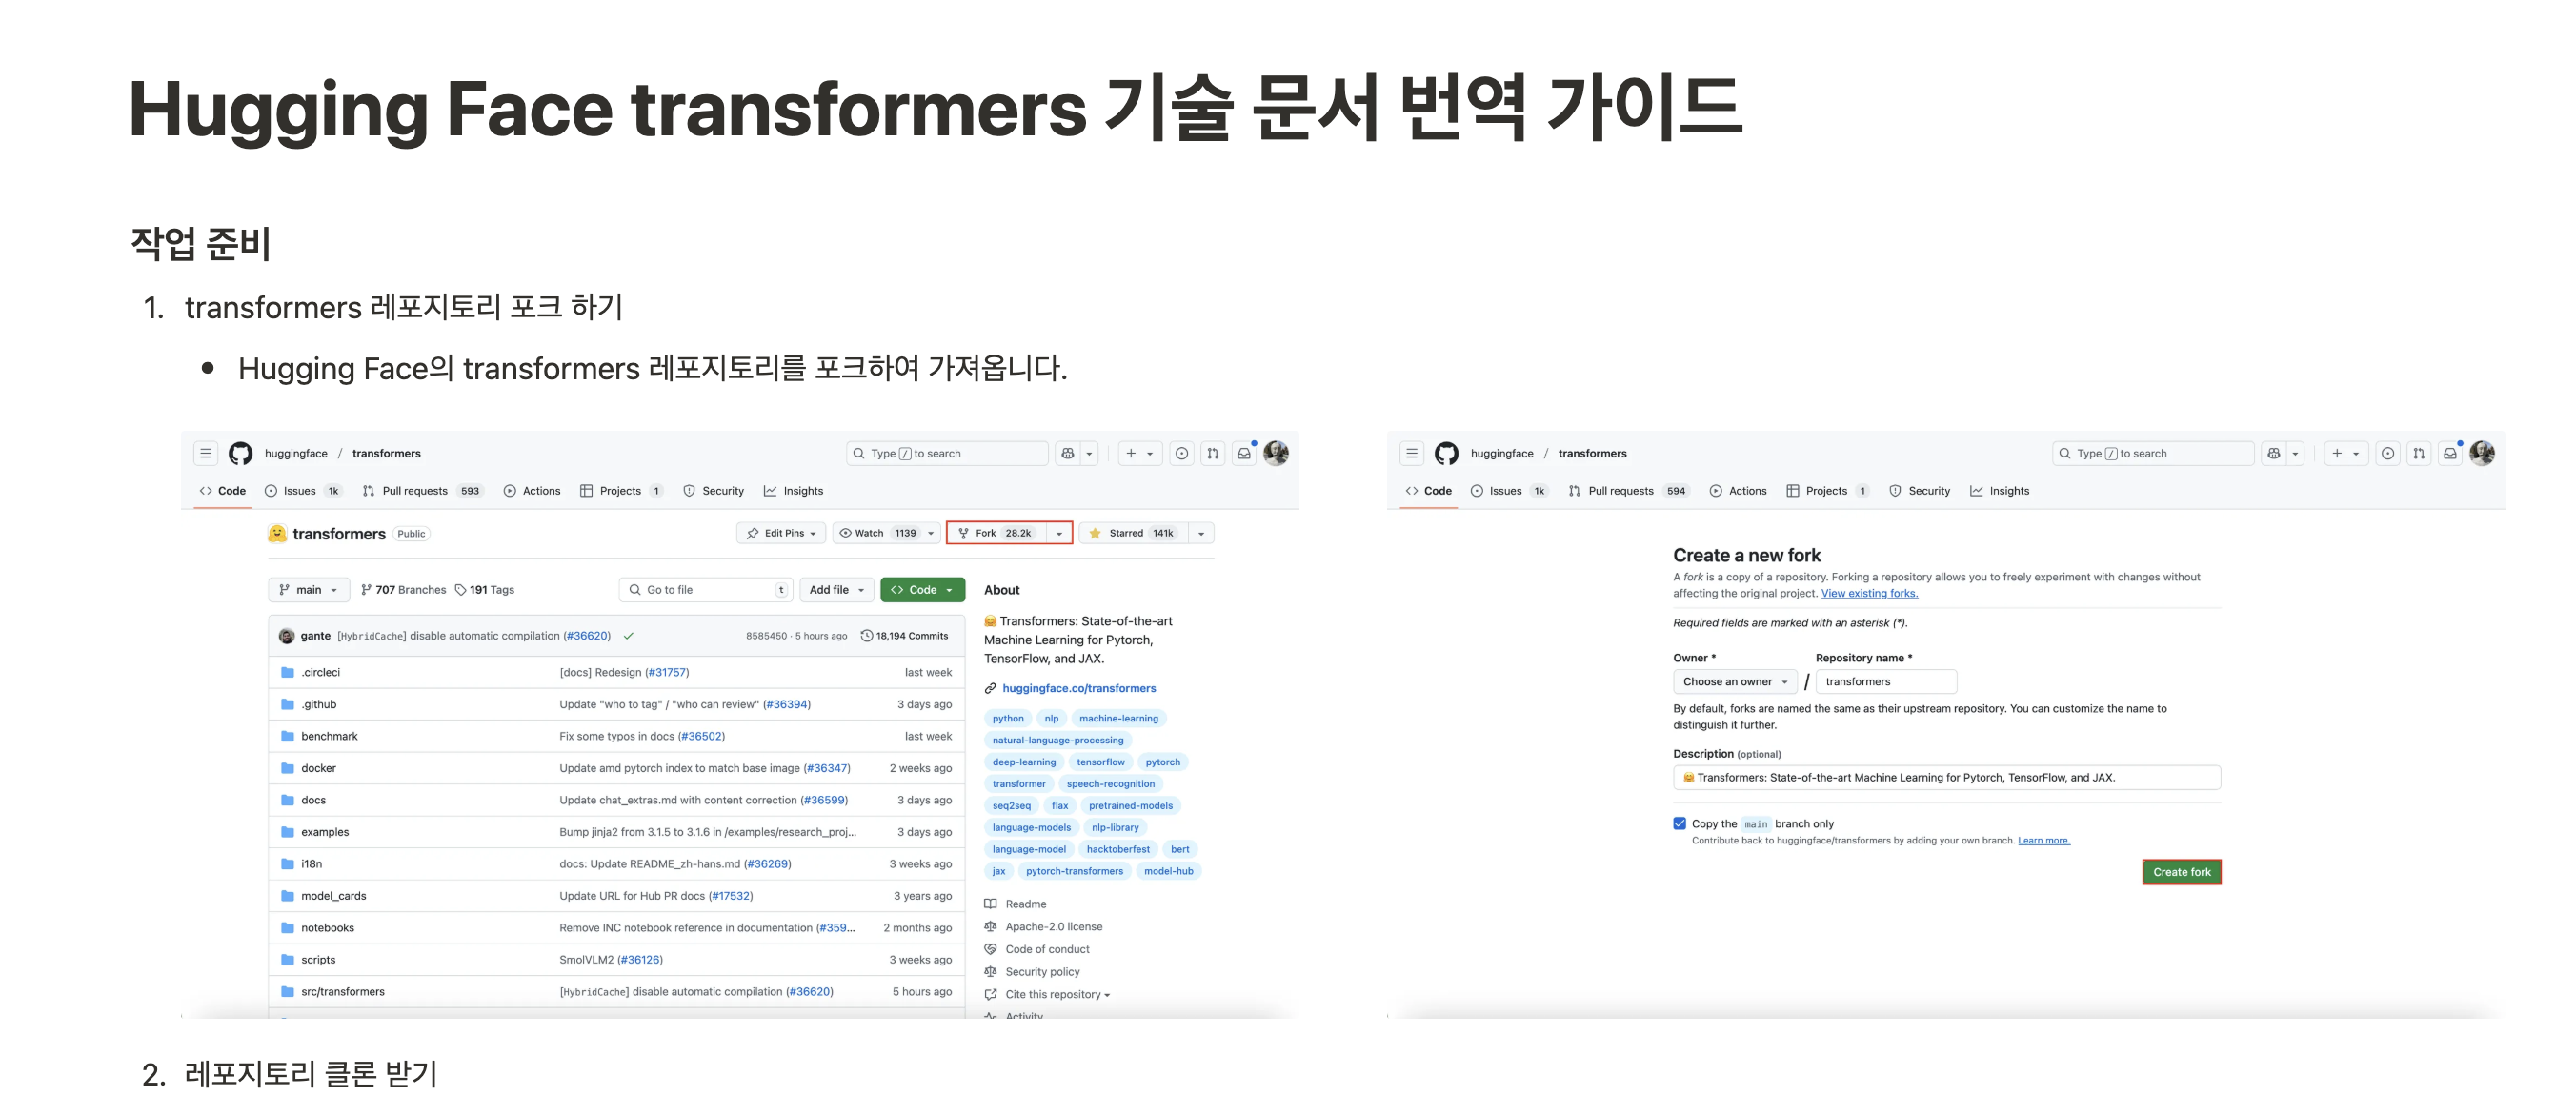 Hugging Face transformers 기술 문서 번역 가이드
작업 준비
1. transformers 레포지토리 포크 하기
• Hugging Face의 transformers 레포지토리를 포크하여 가져옵니다.
huggingface / transformers
Type / to search
Code Issues 1k Pull requests 593 Actions Projects 1 Security Insights
transformers Public
Edit Pins Watch 1139 Fork 28.2k Starred 141k
main 707 Branches 191 Tags
Go to file t Add file Code
gante [HybridCache] disable automatic compilation (#36620) 8585450 · 5 hours ago 18,194 Commits
.circleci [docs] Redesign (#31757) last week
.github Update "who to tag" / "who can review" (#36394) 3 days ago
benchmark Fix some typos in docs (#36502) last week
docker Update amd pytorch index to match base image (#36347) 2 weeks ago
docs Update chat_extras.md with content correction (#36599) 3 days ago
examples Bump jinja2 from 3.1.5 to 3.1.6 in /examples/research_proj... 3 days ago
i18n docs: Update README_zh-hans.md (#36269) 3 weeks ago
model_cards Update URL for Hub PR docs (#17532) 3 years ago
notebooks Remove INC notebook reference in documentation (#359... 2 months ago
scripts SmolVLM2 (#36126) 3 weeks ago
src/transformers [HybridCache] disable automatic compilation (#36620) 5 hours ago
About
🤗 Transformers: State-of-the-art
Machine Learning for Pytorch,
TensorFlow, and JAX.
huggingface.co/transformers
python nlp machine-learning
natural-language-processing
deep-learning tensorflow pytorch
transformer speech-recognition
seq2seq flax pretrained-models
language-models nlp-library
language-model hacktoberfest bert
jax pytorch-transformers model-hub
Readme
Apache-2.0 license
Code of conduct
Security policy
Cite this repository
Activity
huggingface / transformers
Type / to search
Code Issues 1k Pull requests 594 Actions Projects 1 Security Insights
Create a new fork
A fork is a copy of a repository. Forking a repository allows you to freely experiment with changes without
affecting the original project. View existing forks.
Required fields are marked with an asterisk (*).
Owner * Repository name *
Choose an owner / transformers
By default, forks are named the same as their upstream repository. You can customize the name to
distinguish it further.
Description (optional)
🤗 Transformers: State-of-the-art Machine Learning for Pytorch, TensorFlow, and JAX.
Copy the main branch only
Contribute back to huggingface/transformers by adding your own branch. Learn more.
Create fork
2. 레포지토리 클론 받기